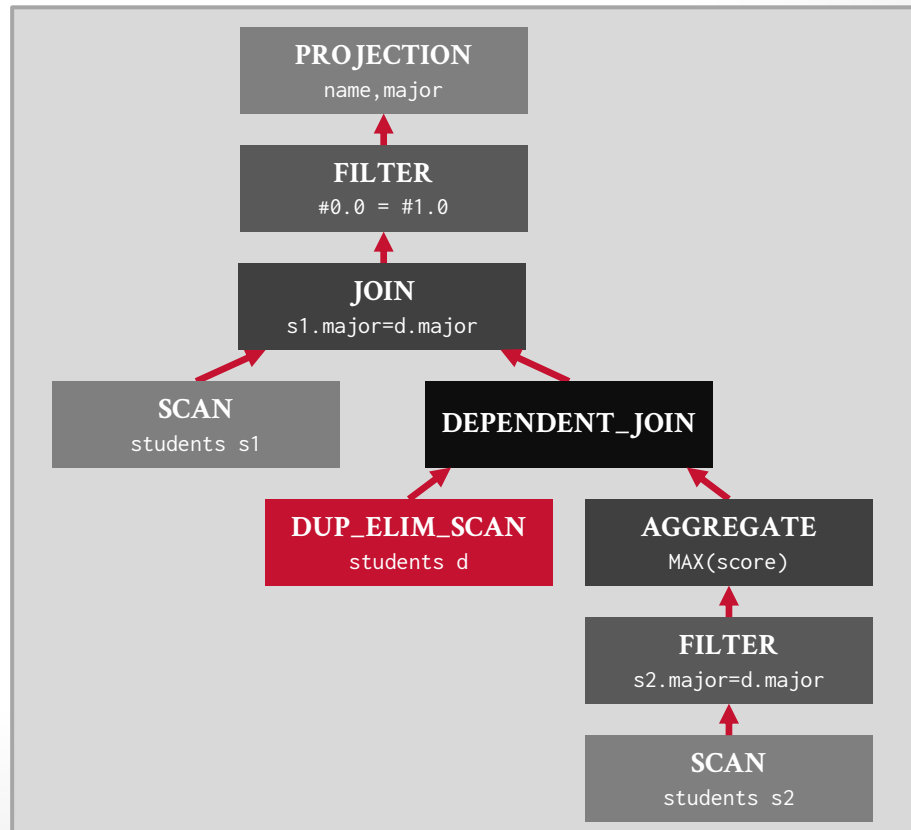 PROJECTION
name,major
FILTER
#0.0 = #1.0
JOIN
s1.major=d.major
SCAN
students s1
DEPENDENT_JOIN
DUP_ELIM_SCAN
students d
AGGREGATE
MAX(score)
FILTER
s2.major=d.major
SCAN
students s2